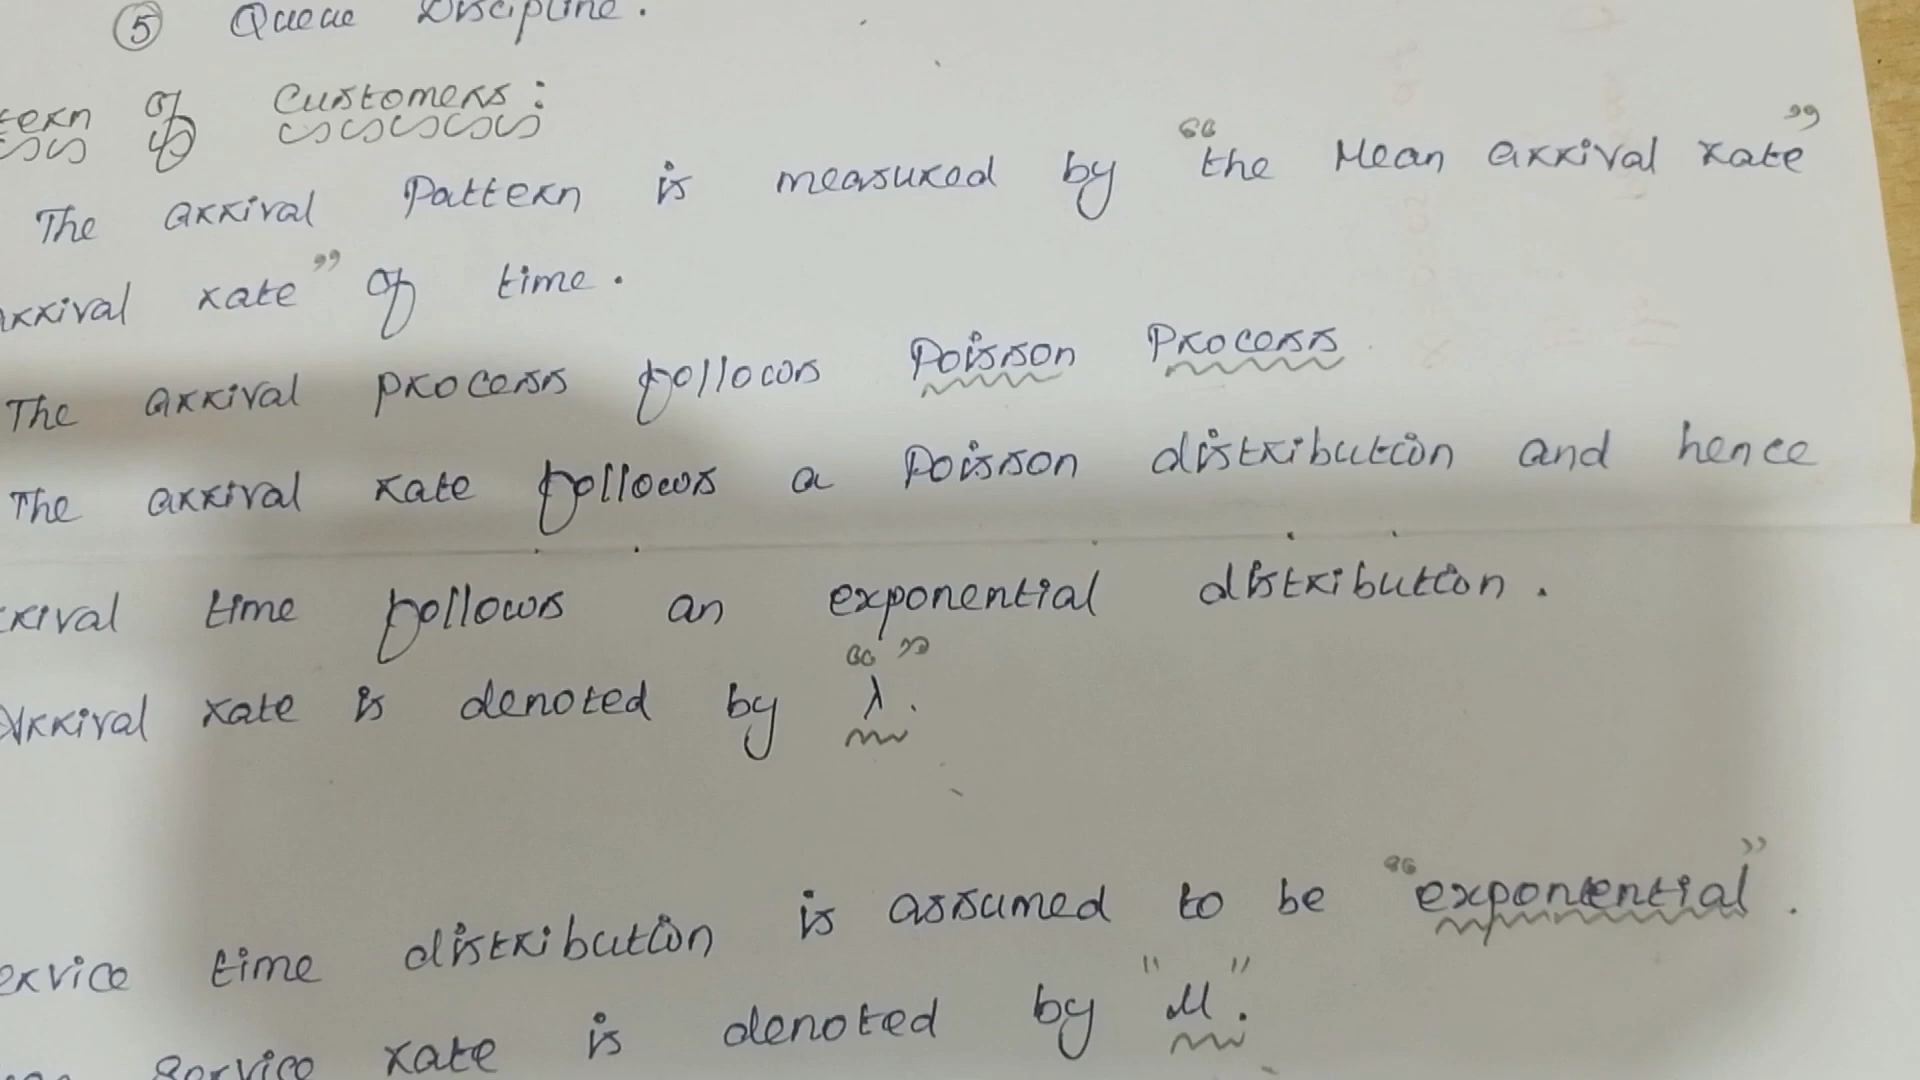 ⑤ Queue Discipline.
of Customers:
The arrival Pattern is measured by "the Mean arrival rate"
arrival rate" of time.
The arrival process follows Poisson Process
The arrival rate follows a Poisson distribution and hence
time follows an exponential distribution.
Arrival rate is denoted by "λ".
time distribution is assumed to be "exponential".
Service rate is denoted by "μ".